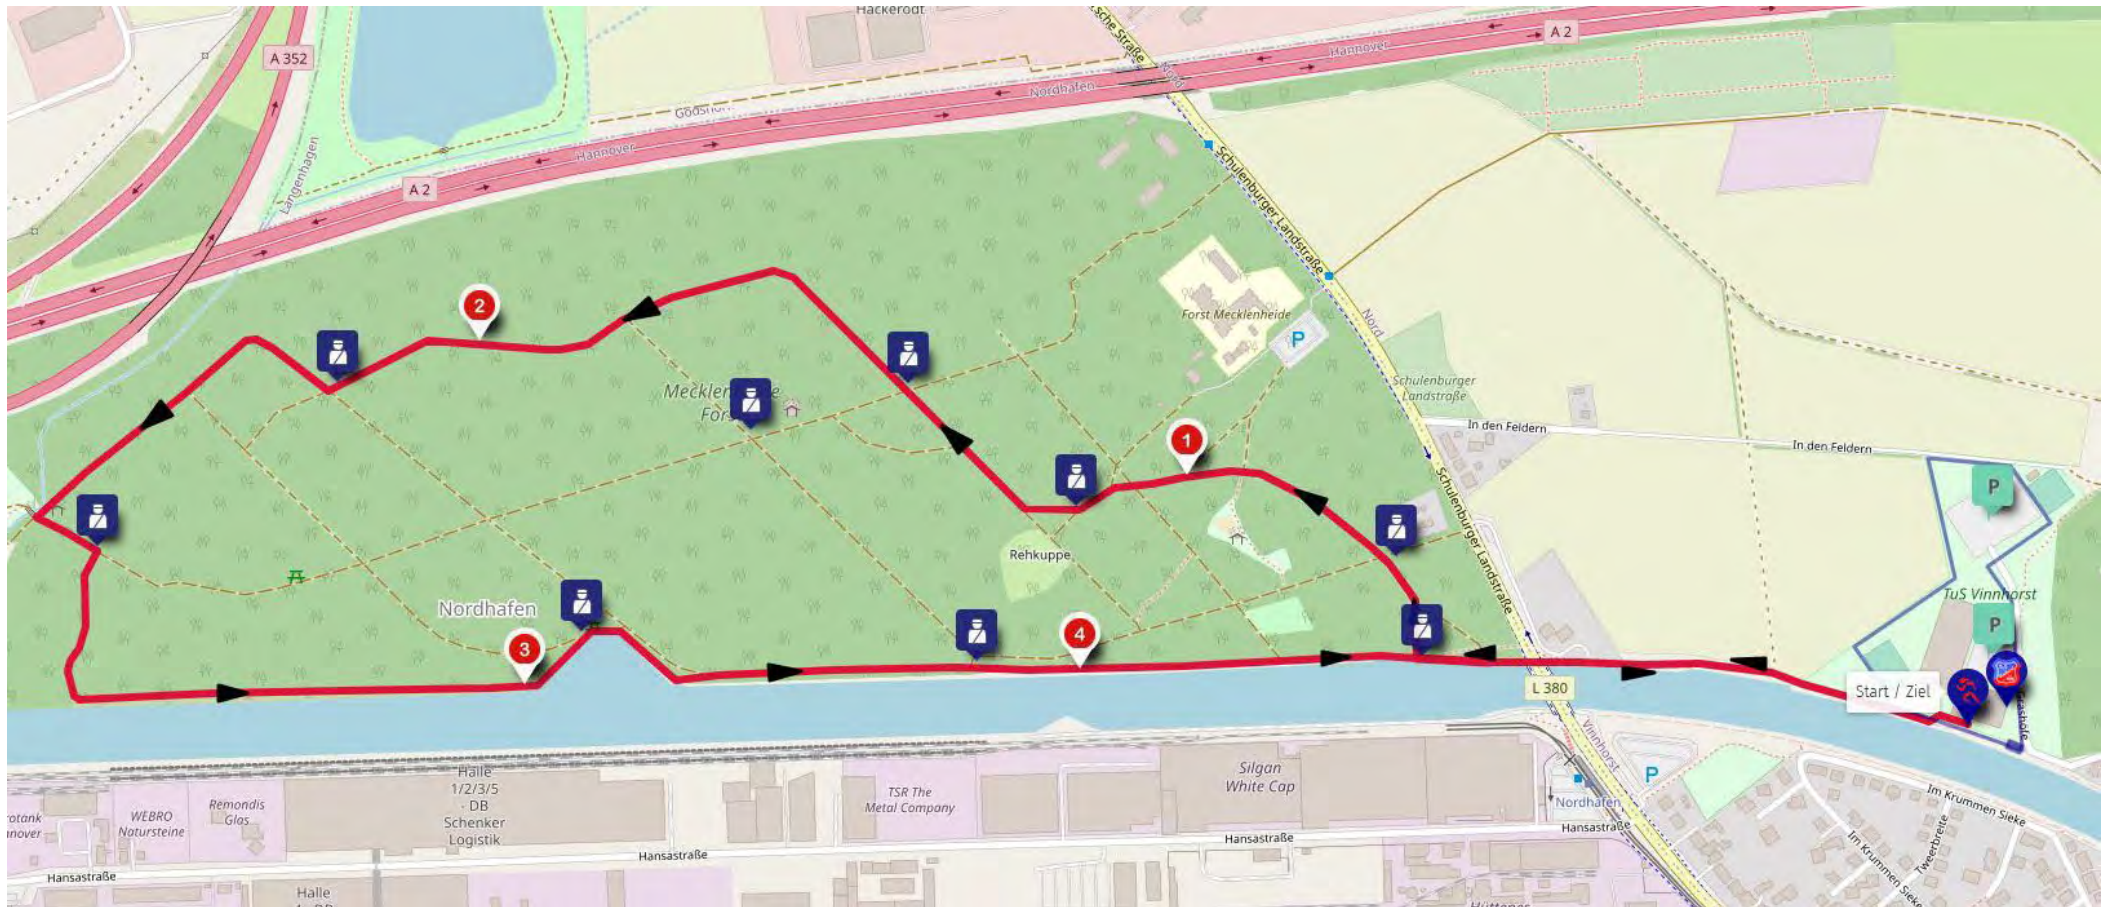 Hackerodt
A 352
A 2
Hannover
A 2
Nordhafen
Nord
Langenhagen
Hannover
Schulenburger Landstraße
2
Forst Mecklenheide
P
Nord
Schulenburger
Landstraße
In den Feldern
In den Feldern
1
P
Schulenburger Landstraße
Rehkuppe
Nordhafen
TuS Vinnhorst
P
3
4
L 380
Start / Ziel
Vinnhorst
P
Halle
1/2/3/5
- DB
Schenker
Logistik
TSR The
Metal Company
Silgan
White Cap
Nordhafen
Im Krummen Sieke
Remondis
Glas
WEBRO
Natursteine
Hansastraße
Hansastraße
Hansastraße
Hansastraße
Tweerbreite
Im Krummen Sieke
Halle